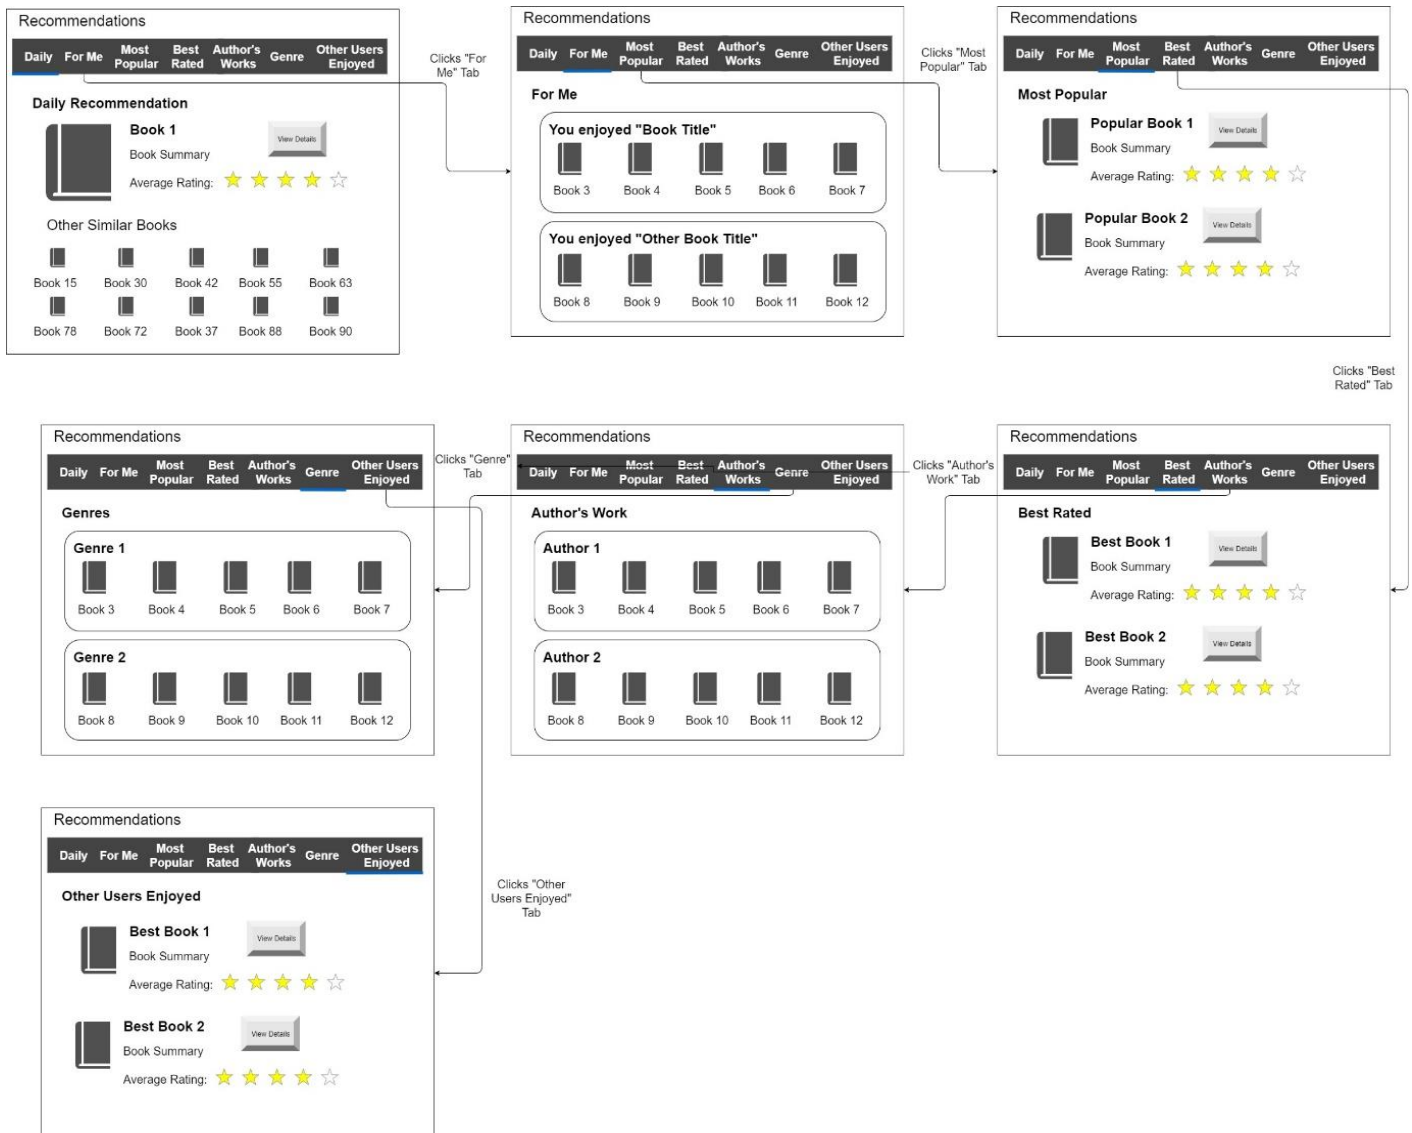 Recommendations
Daily For Me Most Popular Best Rated Author's Works Genre Other Users Enjoyed
Daily Recommendation
Book 1
View Details
Book Summary
Average Rating:
Other Similar Books
Book 15 Book 30 Book 42 Book 55 Book 63
Book 78 Book 72 Book 37 Book 88 Book 90
Clicks "For
Me" Tab
Recommendations
Daily For Me Most Popular Best Rated Author's Works Genre Other Users Enjoyed
For Me
You enjoyed "Book Title"
Book 3 Book 4 Book 5 Book 6 Book 7
You enjoyed "Other Book Title"
Book 8 Book 9 Book 10 Book 11 Book 12
Clicks "Most
Popular" Tab
Recommendations
Daily For Me Most Popular Best Rated Author's Works Genre Other Users Enjoyed
Most Popular
Popular Book 1
View Details
Book Summary
Average Rating:
Popular Book 2
View Details
Book Summary
Average Rating:
Clicks "Best
Rated" Tab
Recommendations
Daily For Me Most Popular Best Rated Author's Works Genre Other Users Enjoyed
Genres
Genre 1
Book 3 Book 4 Book 5 Book 6 Book 7
Genre 2
Book 8 Book 9 Book 10 Book 11 Book 12
Clicks "Genre"
Tab
Recommendations
Daily For Me Most Popular Best Rated Author's Works Genre Other Users Enjoyed
Author's Work
Author 1
Book 3 Book 4 Book 5 Book 6 Book 7
Author 2
Book 8 Book 9 Book 10 Book 11 Book 12
Clicks "Author's
Work" Tab
Recommendations
Daily For Me Most Popular Best Rated Author's Works Genre Other Users Enjoyed
Best Rated
Best Book 1
View Details
Book Summary
Average Rating:
Best Book 2
View Details
Book Summary
Average Rating:
Recommendations
Daily For Me Most Popular Best Rated Author's Works Genre Other Users Enjoyed
Other Users Enjoyed
Best Book 1
View Details
Book Summary
Average Rating:
Best Book 2
View Details
Book Summary
Average Rating:
Clicks "Other
Users Enjoyed"
Tab